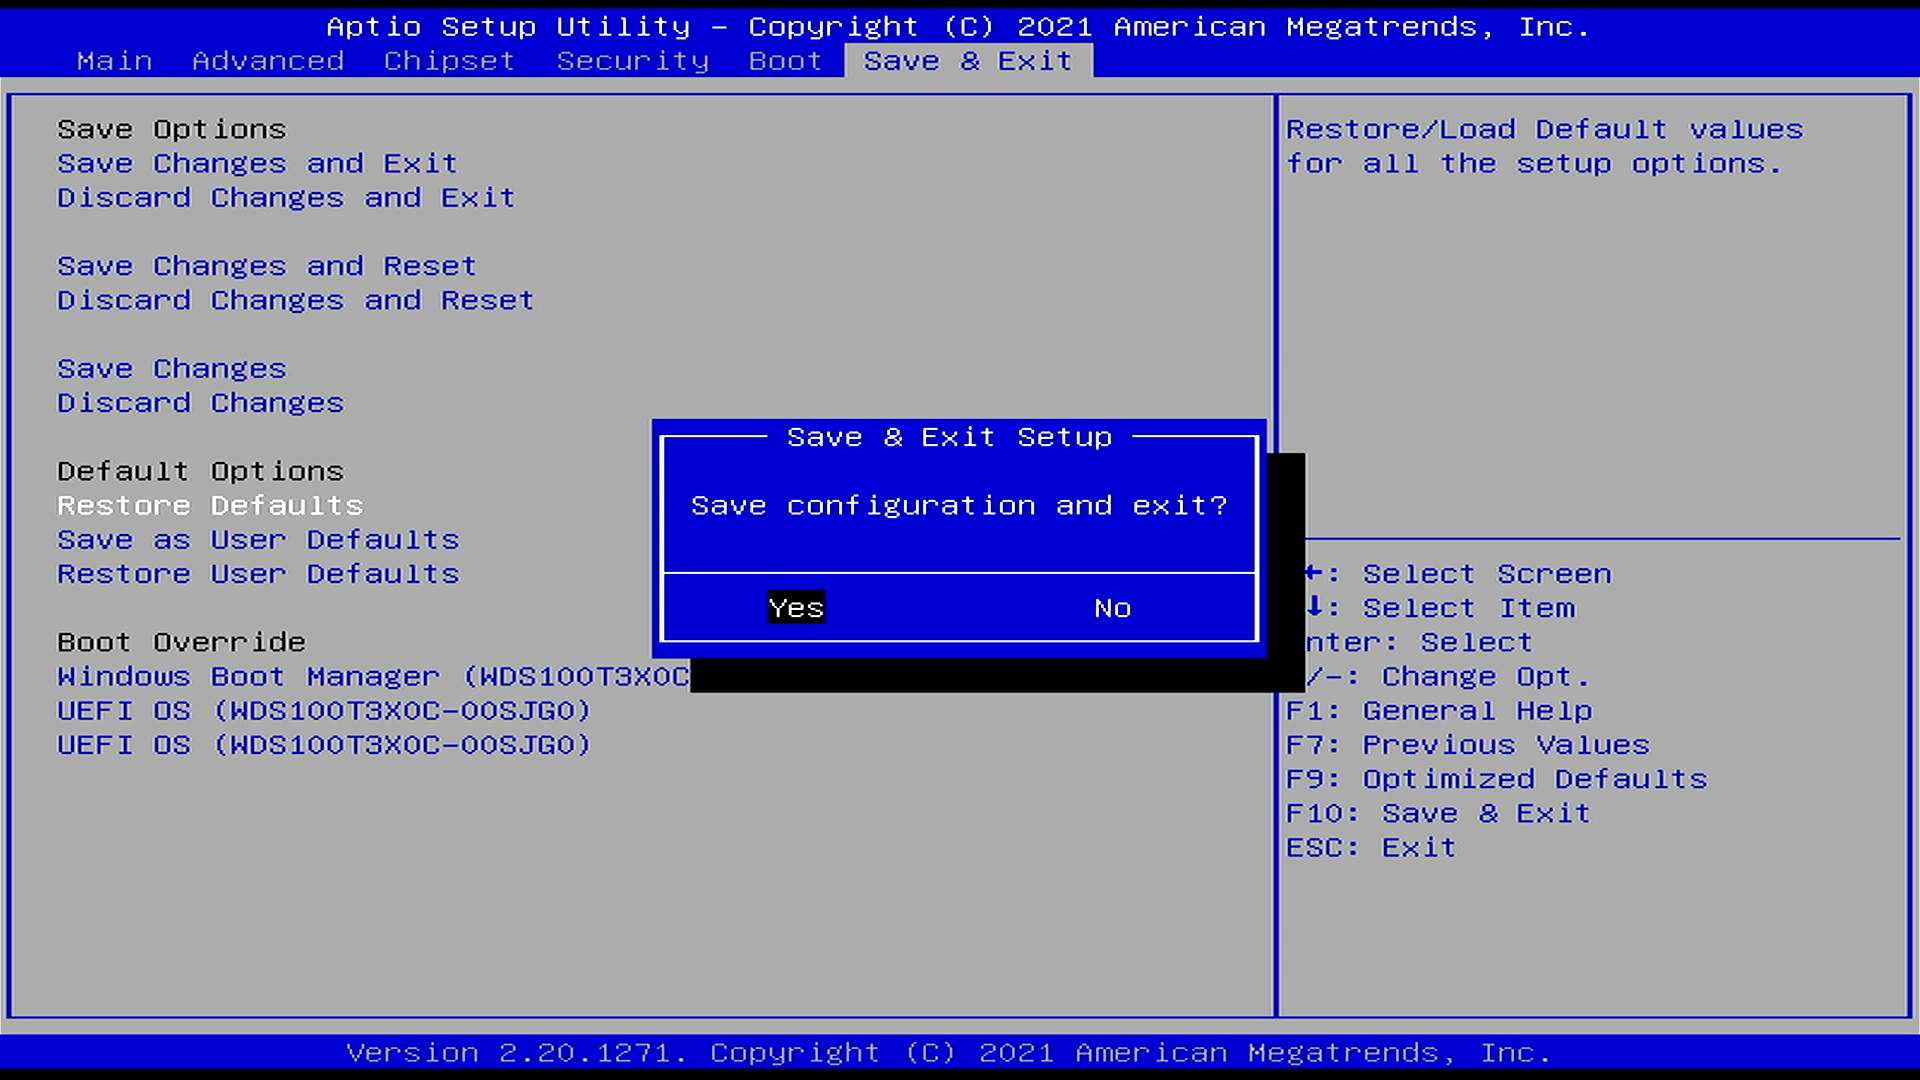 Aptio Setup Utility – Copyright (C) 2021 American Megatrends, Inc.
Main Advanced Chipset Security Boot Save & Exit
Save Options
Save Changes and Exit
Discard Changes and Exit
Save Changes and Reset
Discard Changes and Reset
Save Changes
Discard Changes
Default Options
Restore Defaults
Save as User Defaults
Restore User Defaults
Boot Override
Windows Boot Manager (WDS100T3X0C
UEFI OS (WDS100T3X0C-00SJG0)
UEFI OS (WDS100T3X0C-00SJG0)
Save & Exit Setup
Save configuration and exit?
Yes No
Restore/Load Default values
for all the setup options.
←: Select Screen
↓: Select Item
nter: Select
/-: Change Opt.
F1: General Help
F7: Previous Values
F9: Optimized Defaults
F10: Save & Exit
ESC: Exit
Version 2.20.1271. Copyright (C) 2021 American Megatrends, Inc.